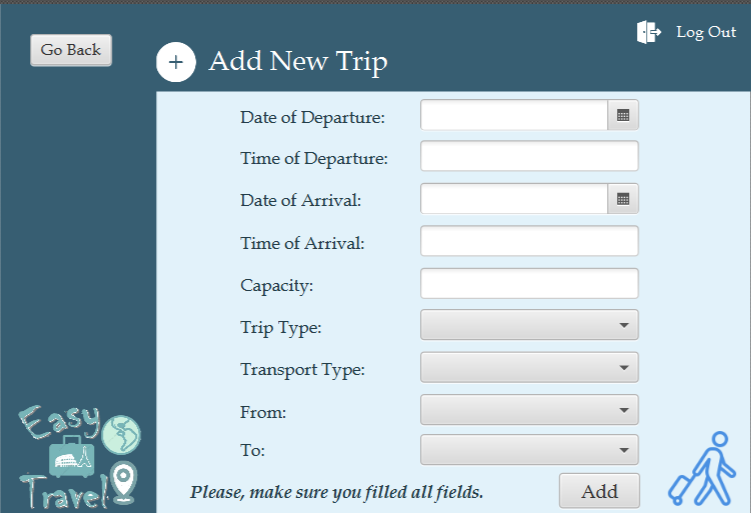 Go Back
Log Out
Add New Trip
Date of Departure:
Time of Departure:
Date of Arrival:
Time of Arrival:
Capacity:
Trip Type:
Transport Type:
From:
To:
Easy
Travel
Please, make sure you filled all fields.
Add